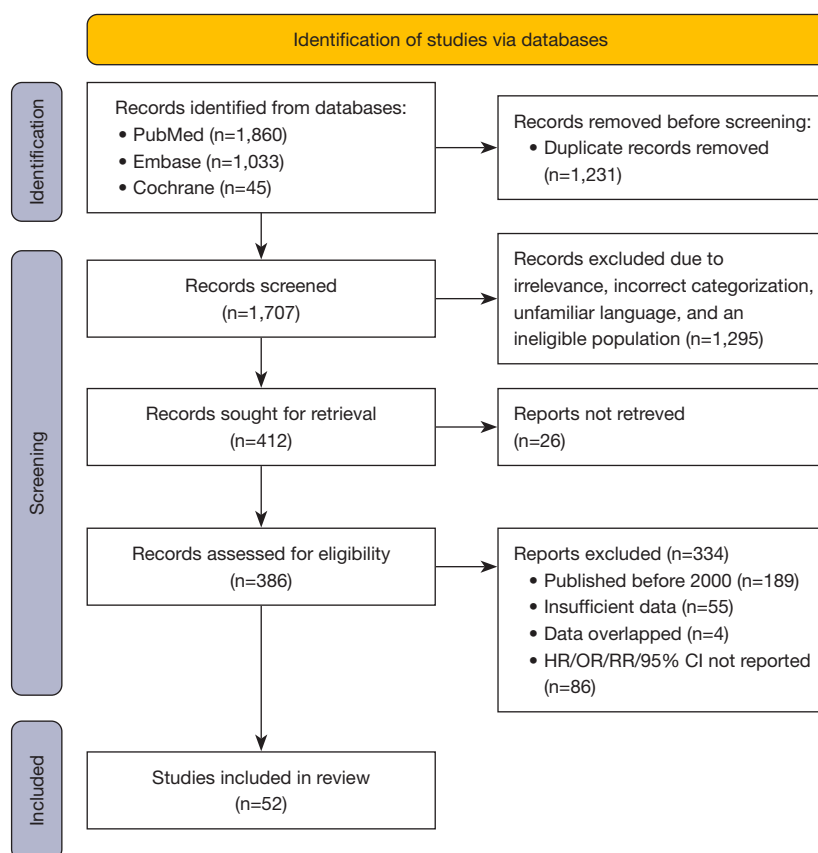 Identification of studies via databases
Identification
Records identified from databases:
• PubMed (n=1,860)
• Embase (n=1,033)
• Cochrane (n=45)
Records removed before screening:
• Duplicate records removed
(n=1,231)
Screening
Records screened
(n=1,707)
Records excluded due to
irrelevance, incorrect categorization,
unfamiliar language, and an
ineligible population (n=1,295)
Records sought for retrieval
(n=412)
Reports not retreved
(n=26)
Records assessed for eligibility
(n=386)
Reports excluded (n=334)
• Published before 2000 (n=189)
• Insufficient data (n=55)
• Data overlapped (n=4)
• HR/OR/RR/95% CI not reported
(n=86)
Included
Studies included in review
(n=52)